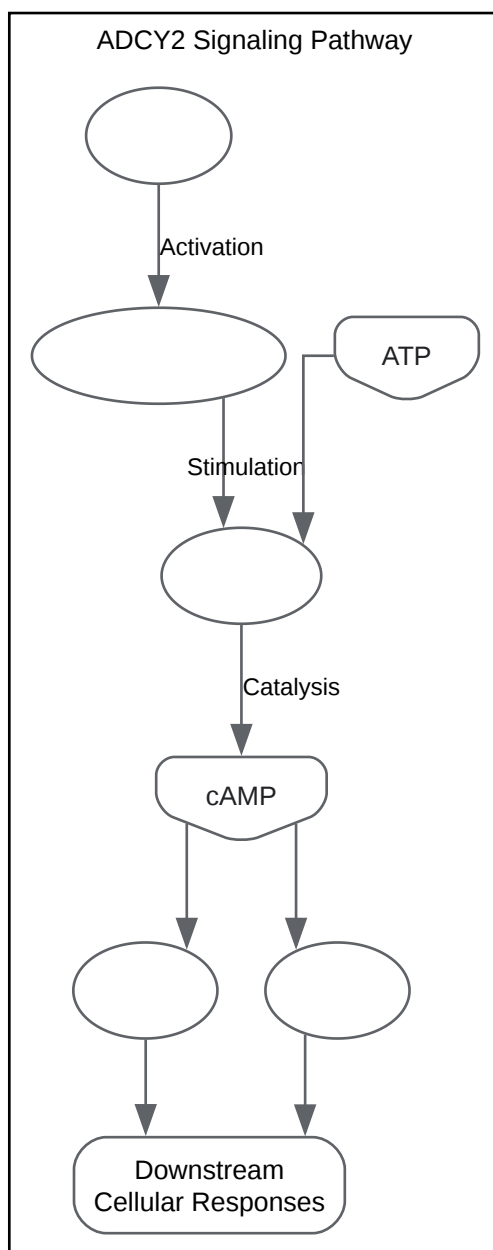 ADCY2 Signaling Pathway
Activation
ATP
Stimulation
Catalysis
cAMP
Downstream
Cellular Responses